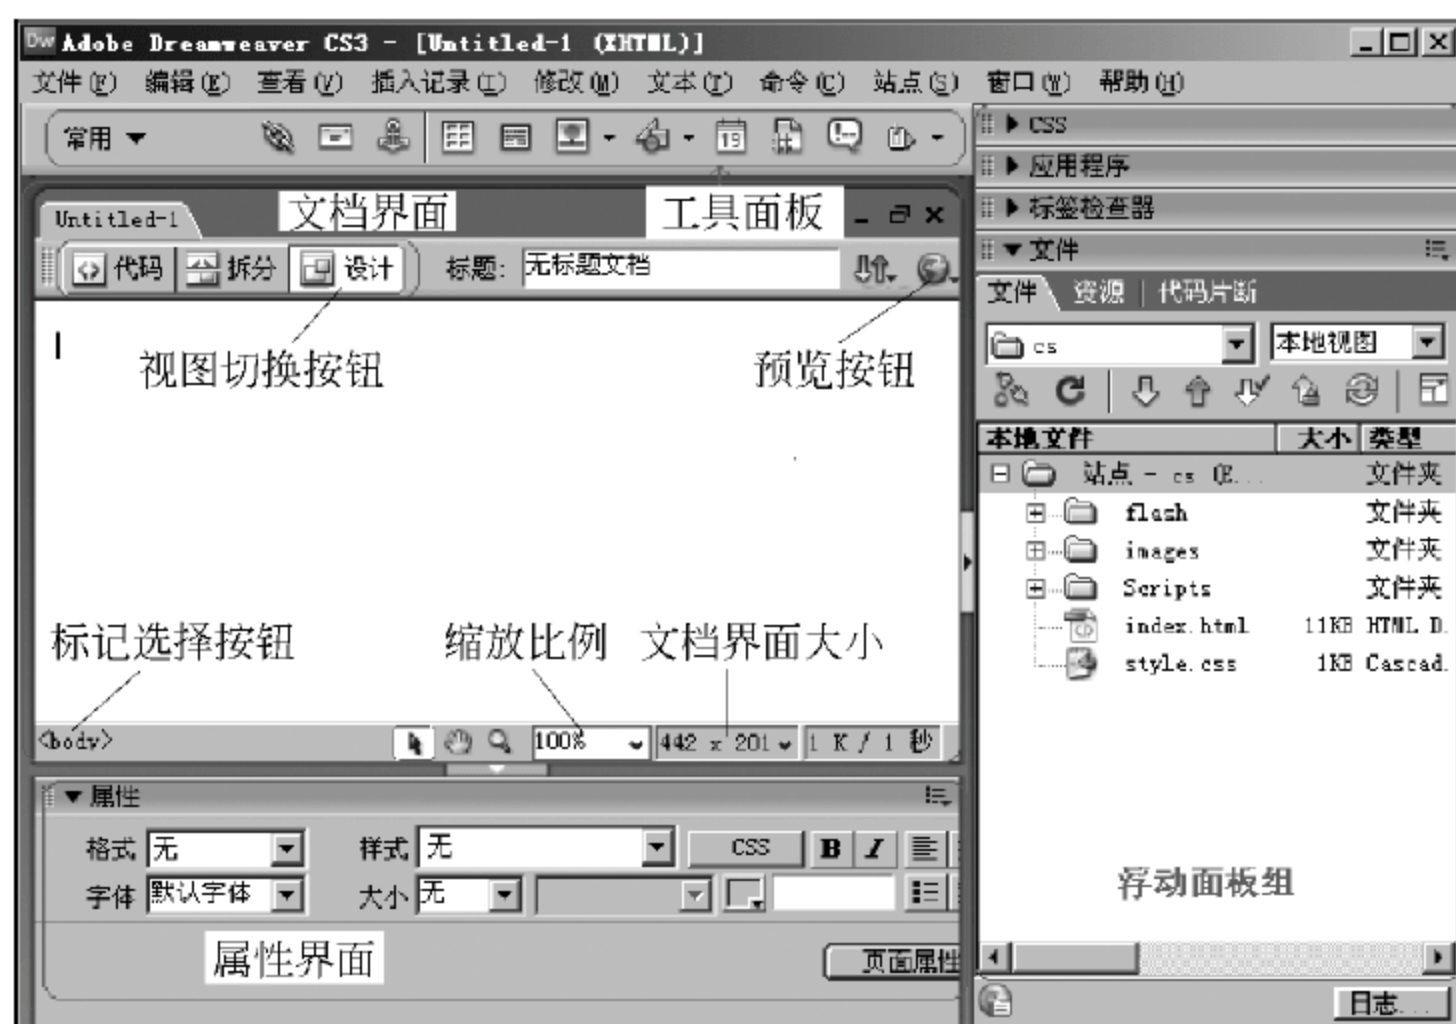 Dw Adobe Dreamweaver CS3 - [Untitled-1 (XHTML)]
文件(F) 编辑(E) 查看(V) 插入记录(I) 修改(M) 文本(T) 命令(C) 站点(S) 窗口(W) 帮助(H)
常用
19
文档界面
工具面板
Untitled-1
代码 拆分 设计 标题: 无标题文档
视图切换按钮
预览按钮
标记选择按钮
缩放比例
文档界面大小
<body>
100%
442 x 201
1 K / 1 秒
属性
格式 无 样式 无 CSS B I
字体 默认字体 大小 无
属性界面
页面属性
CSS
应用程序
标签检查器
文件
文件 资源 代码片断
cs 本地视图
本地文件 大小 类型
站点 - cs (E... 文件夹
flash 文件夹
images 文件夹
Scripts 文件夹
index.html 11KB HTML D.
style.css 1KB Cascad.
浮动面板组
日志...